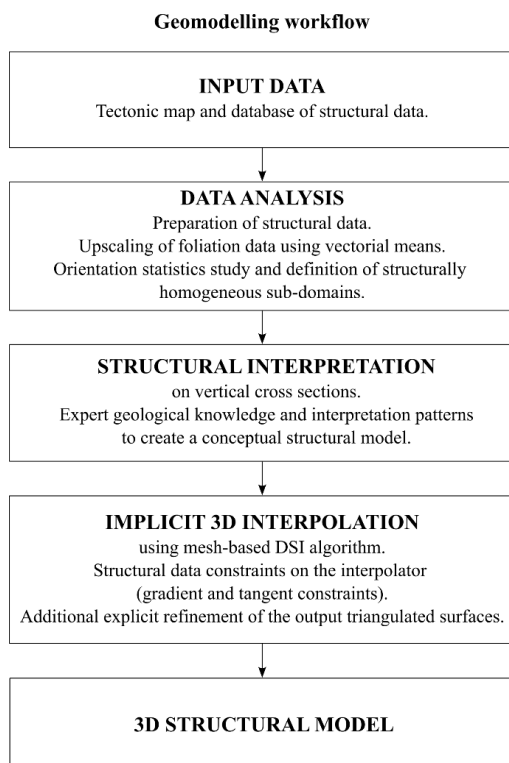 Geomodelling workflow
INPUT DATA
Tectonic map and database of structural data.
DATA ANALYSIS
Preparation of structural data.
Upscaling of foliation data using vectorial means.
Orientation statistics study and definition of structurally
homogeneous sub-domains.
STRUCTURAL INTERPRETATION
on vertical cross sections.
Expert geological knowledge and interpretation patterns
to create a conceptual structural model.
IMPLICIT 3D INTERPOLATION
using mesh-based DSI algorithm.
Structural data constraints on the interpolator
(gradient and tangent constraints).
Additional explicit refinement of the output triangulated surfaces.
3D STRUCTURAL MODEL